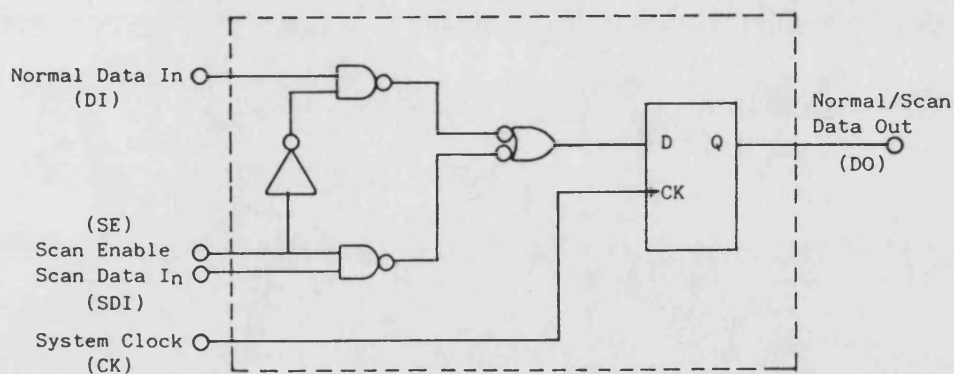 Normal Data In
(DI)
Normal/Scan
Data Out
(DO)
D Q
CK
(SE)
Scan Enable
Scan Data In
(SDI)
System Clock
(CK)